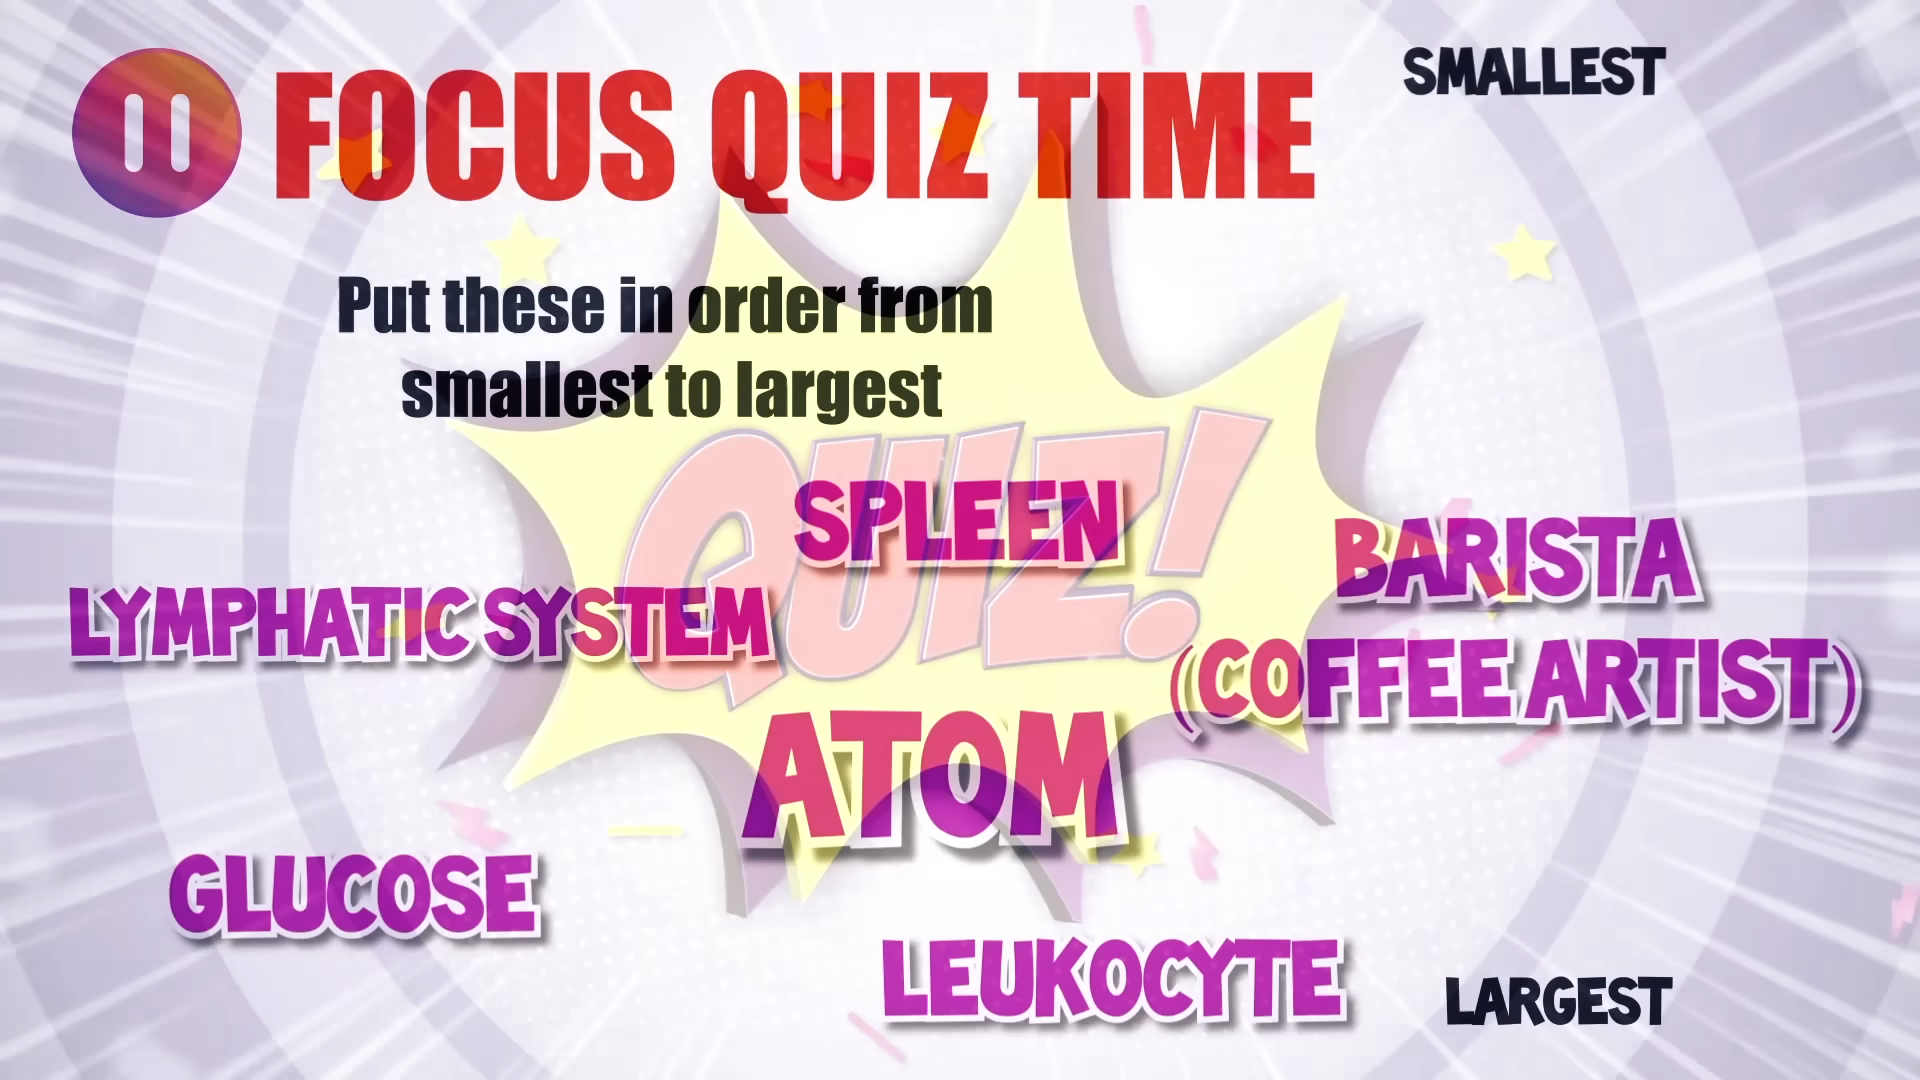 FOCUS QUIZ TIME
SMALLEST
Put these in order from
smallest to largest
QUIZ!
SPLEEN
BARISTA
(COFFEE ARTIST)
LYMPHATIC SYSTEM
ATOM
GLUCOSE
LEUKOCYTE
LARGEST